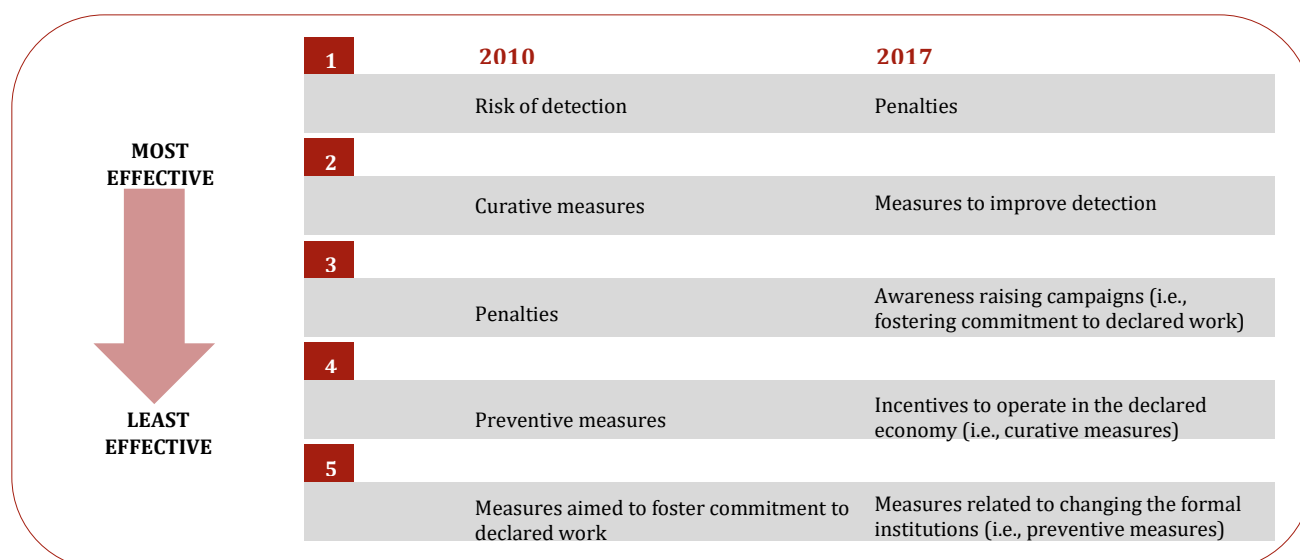 1
2010
2017
Risk of detection
Penalties
MOST
EFFECTIVE
2
Curative measures
Measures to improve detection
3
Penalties
Awareness raising campaigns (i.e.,
fostering commitment to declared work)
4
Preventive measures
Incentives to operate in the declared
economy (i.e., curative measures)
LEAST
EFFECTIVE
5
Measures aimed to foster commitment to
declared work
Measures related to changing the formal
institutions (i.e., preventive measures)